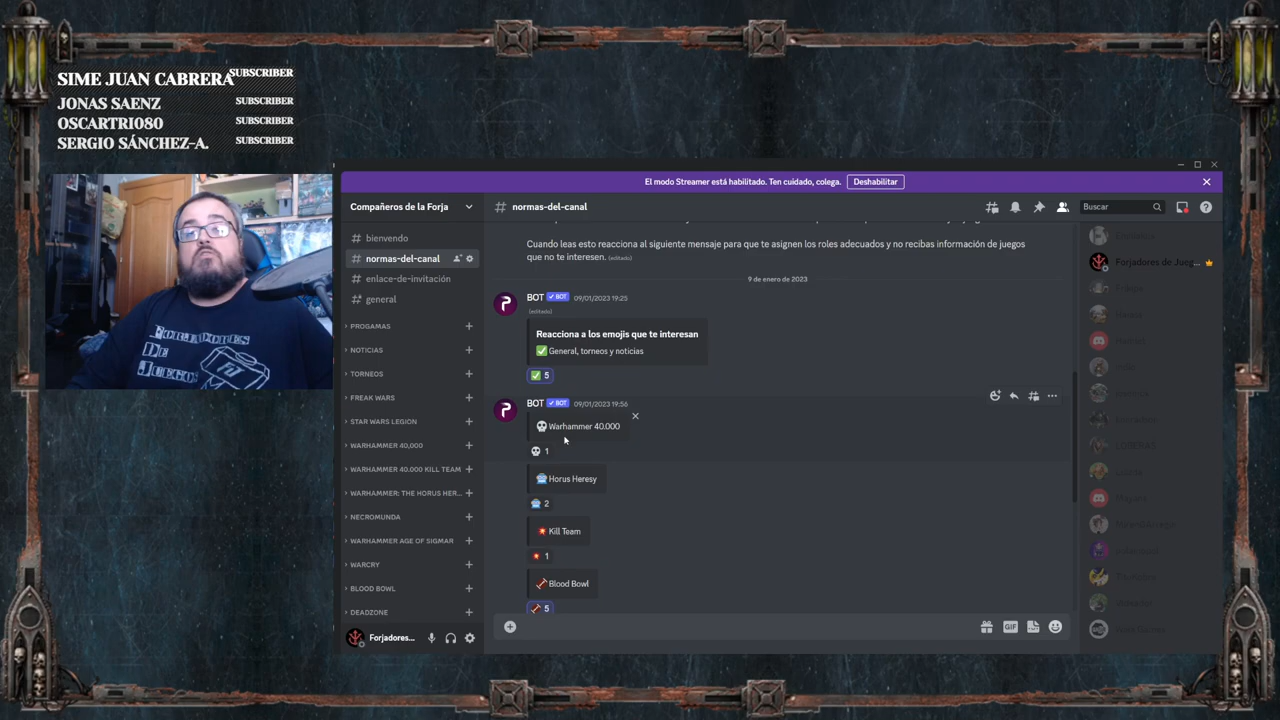 SIME JUAN CABRERA SUBSCRIBER
JONAS SAENZ SUBSCRIBER
OSCARTRI080 SUBSCRIBER
SERGIO SÁNCHEZ-A. SUBSCRIBER
FORJADORES
DE
JUEGOS
El modo Streamer está habilitado. Ten cuidado, colega. Deshabilitar
Compañeros de la Forja
normas-del-canal
Buscar
bienvendo
normas-del-canal
enlace-de-invitación
general
PROGAMAS
NOTICIAS
TORNEOS
FREAK WARS
STAR WARS LEGION
WARHAMMER 40,000
WARHAMMER 40.000 KILL TEAM
WARHAMMER: THE HORUS HER...
NECROMUNDA
WARHAMMER AGE OF SIGMAR
WARCRY
BLOOD BOWL
DEADZONE
Forjadores...
Cuando leas esto reacciona al siguiente mensaje para que te asignen los roles adecuados y no recibas información de juegos
que no te interesen. (editado)
9 de enero de 2023
BOT BOT 09/01/2023 19:25
(editado)
Reacciona a los emojis que te interesan
General, torneos y noticias
5
BOT BOT 09/01/2023 19:56
Warhammer 40.000
1
Horus Heresy
2
Kill Team
1
Blood Bowl
5
GIF
Forjadores de Jueg...